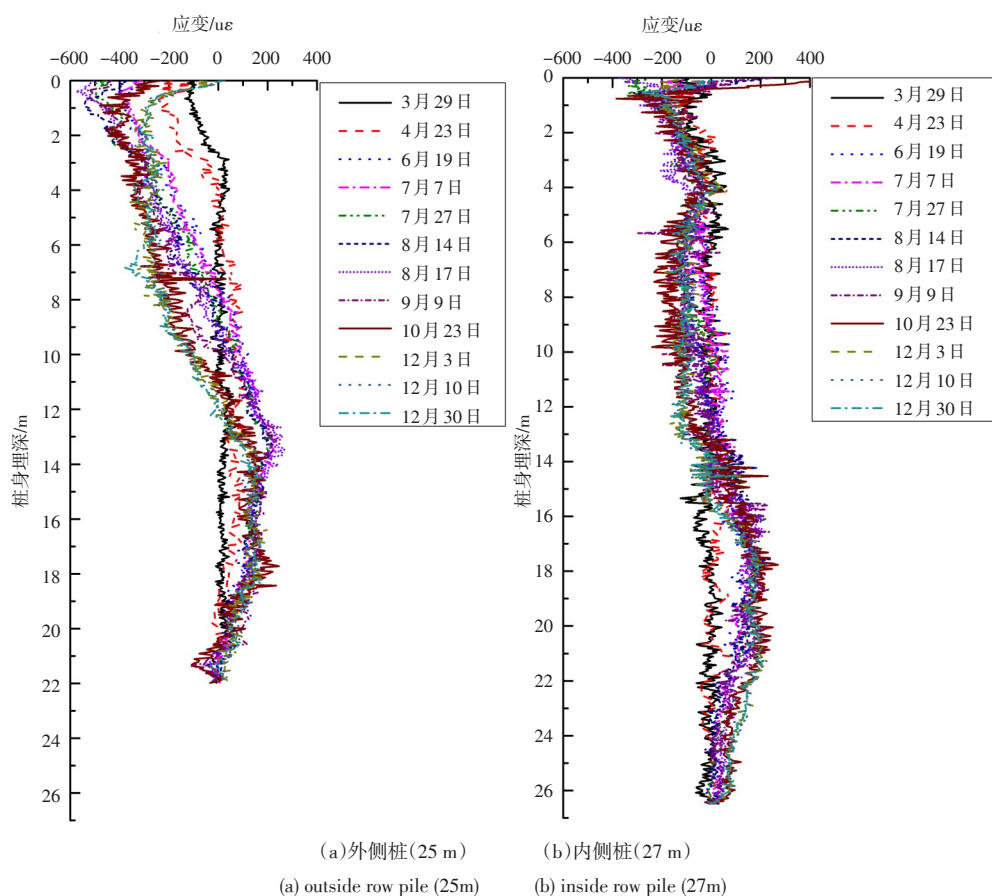 应变/uε
−600 −400 −200 0 200 400
0
2
4
6
8
10
12
14
16
18
20
22
24
26
桩身埋深/m
3月29日
4月23日
6月19日
7月7日
7月27日
8月14日
8月17日
9月9日
10月23日
12月3日
12月10日
12月30日
(a)外侧桩(25 m)
(a) outside row pile (25m)
应变/uε
−600 −400 −200 0 200 400
0
2
4
6
8
10
12
14
16
18
20
22
24
26
桩身埋深/m
3月29日
4月23日
6月19日
7月7日
7月27日
8月14日
8月17日
9月9日
10月23日
12月3日
12月10日
12月30日
(b)内侧桩(27 m)
(b) inside row pile (27m)